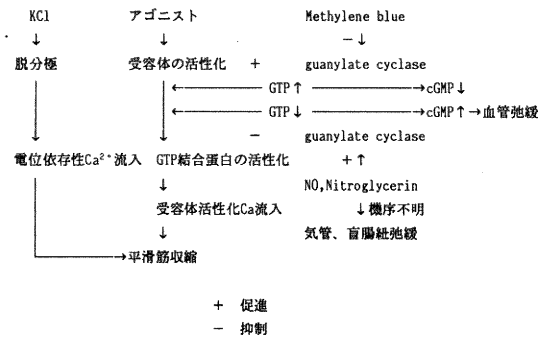 KCl アゴニスト Methylene blue
↓ ↓ －↓
脱分極 受容体の活性化 ＋ guanylate cyclase
← GTP↑ →cGMP↓
← GTP↓ →cGMP↑→血管弛緩
－ guanylate cyclase
電位依存性Ca²⁺流入 GTP結合蛋白の活性化 ＋↑
↓ NO,Nitroglycerin
受容体活性化Ca流入 ↓機序不明
↓ 気管、盲腸紐弛緩
→平滑筋収縮
＋ 促進
－ 抑制